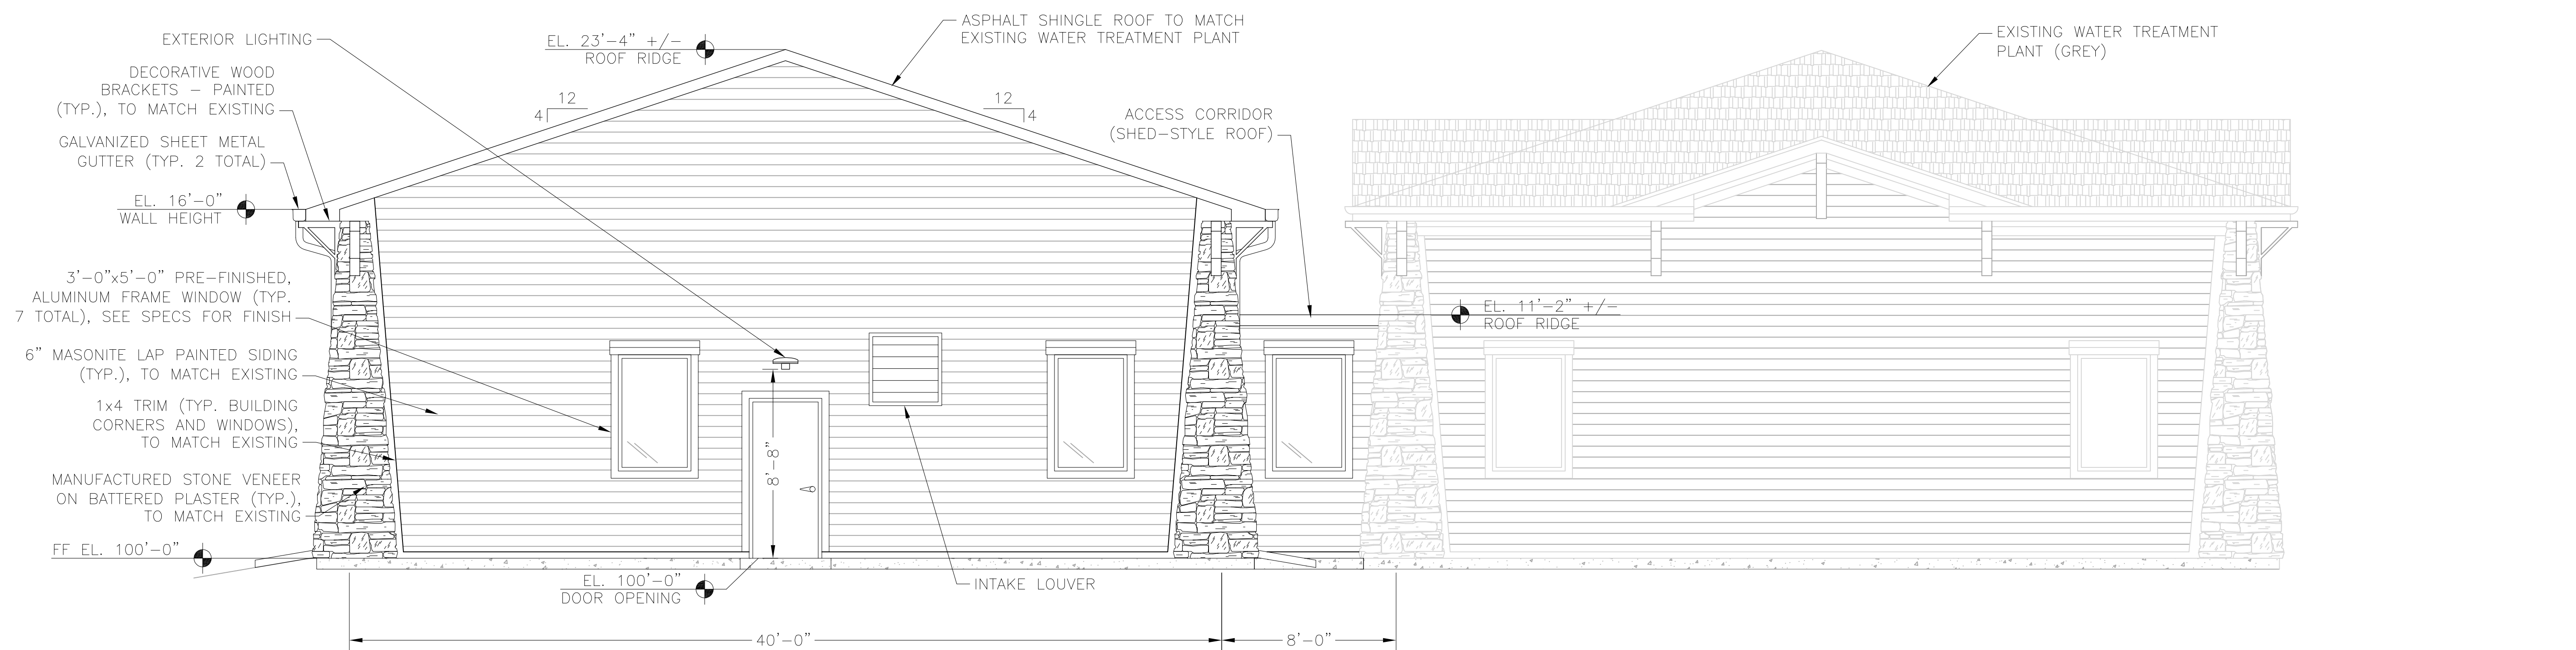 ASPHALT SHINGLE ROOF TO MATCH
EXISTING WATER TREATMENT PLANT
EXISTING WATER TREATMENT
PLANT (GREY)
EXTERIOR LIGHTING
EL. 23'-4" +/-
ROOF RIDGE
DECORATIVE WOOD
BRACKETS - PAINTED
(TYP.), TO MATCH EXISTING
12
4
12
4
ACCESS CORRIDOR
(SHED-STYLE ROOF)
GALVANIZED SHEET METAL
GUTTER (TYP. 2 TOTAL)
EL. 16'-0"
WALL HEIGHT
3'-0"x5'-0" PRE-FINISHED,
ALUMINUM FRAME WINDOW (TYP.
7 TOTAL), SEE SPECS FOR FINISH
EL. 11'-2" +/-
ROOF RIDGE
6" MASONITE LAP PAINTED SIDING
(TYP.), TO MATCH EXISTING
1x4 TRIM (TYP. BUILDING
CORNERS AND WINDOWS),
TO MATCH EXISTING
8'-8"
MANUFACTURED STONE VENEER
ON BATTERED PLASTER (TYP.),
TO MATCH EXISTING
FF EL. 100'-0"
EL. 100'-0"
DOOR OPENING
INTAKE LOUVER
40'-0"
8'-0"